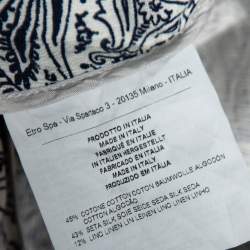 Etro Spa - Via Spartaco 3 - 20135 Milano - ITALIA
PRODOTTO IN ITALIA
MADE IN ITALY
FABRIQUÉ EN ITALIE
IN ITALIEN HERGESTELLT
FABRICADO EN ITALIA
MADE IN ITALY
PRODUZIDO EM ITÁLIA
45% COTONE COTTON COTON BAUMWOLLE ALGODÓN
COTTON ALGODÃO
43% SETA SILK SOIE SEIDE SEDA SILK SEDA
12% LINO LINEN LIN LEINEN LINO LINEN LINHO